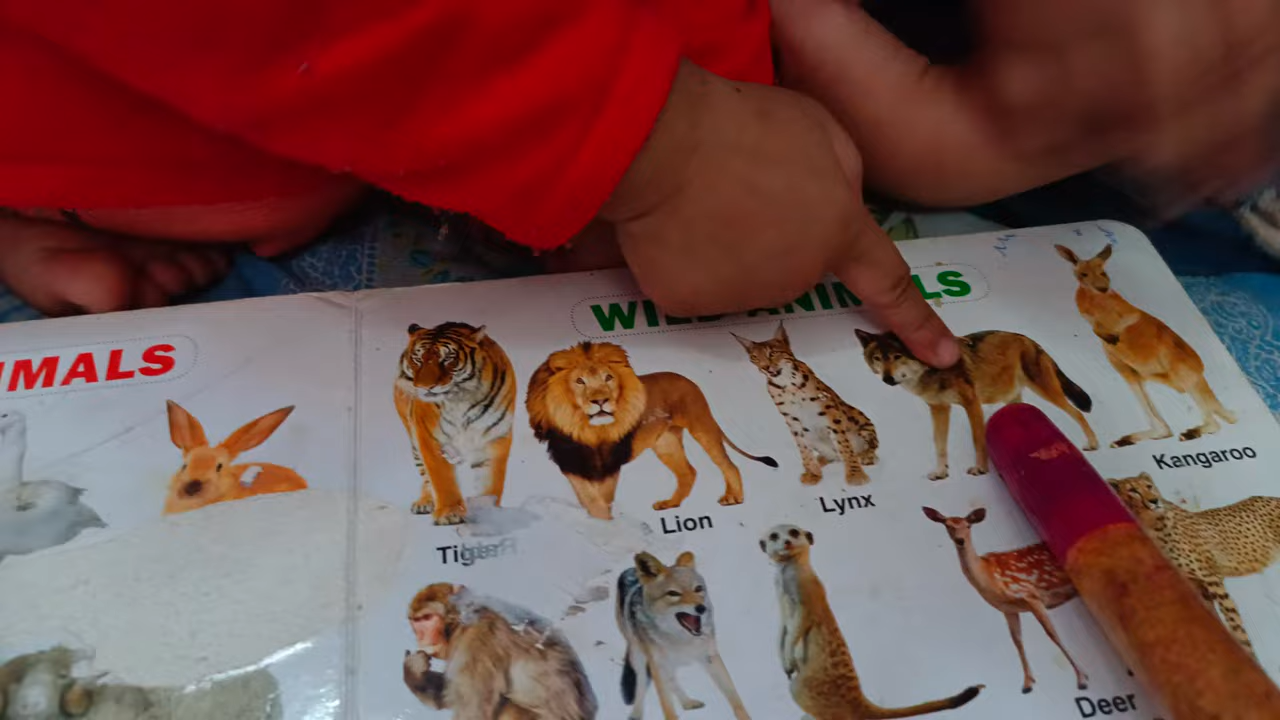 IMALS
WILD ANIMALS
Tiger
Lion
Lynx
Kangaroo
Deer